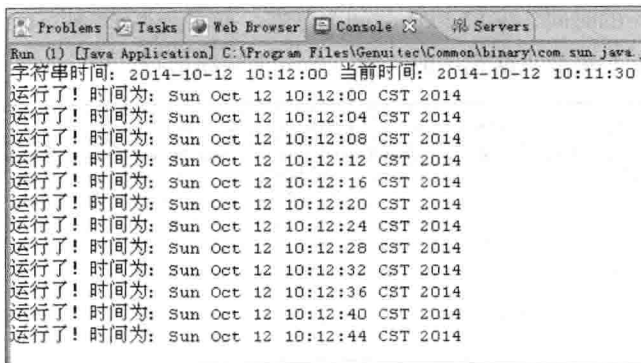 Problems Tasks Web Browser Console Servers
Run (1) [Java Application] C:\Program Files\Genuitec\Common\binary\com.sun.java.
字符串时间: 2014-10-12 10:12:00 当前时间: 2014-10-12 10:11:30
运行了! 时间为: Sun Oct 12 10:12:00 CST 2014
运行了! 时间为: Sun Oct 12 10:12:04 CST 2014
运行了! 时间为: Sun Oct 12 10:12:08 CST 2014
运行了! 时间为: Sun Oct 12 10:12:12 CST 2014
运行了! 时间为: Sun Oct 12 10:12:16 CST 2014
运行了! 时间为: Sun Oct 12 10:12:20 CST 2014
运行了! 时间为: Sun Oct 12 10:12:24 CST 2014
运行了! 时间为: Sun Oct 12 10:12:28 CST 2014
运行了! 时间为: Sun Oct 12 10:12:32 CST 2014
运行了! 时间为: Sun Oct 12 10:12:36 CST 2014
运行了! 时间为: Sun Oct 12 10:12:40 CST 2014
运行了! 时间为: Sun Oct 12 10:12:44 CST 2014